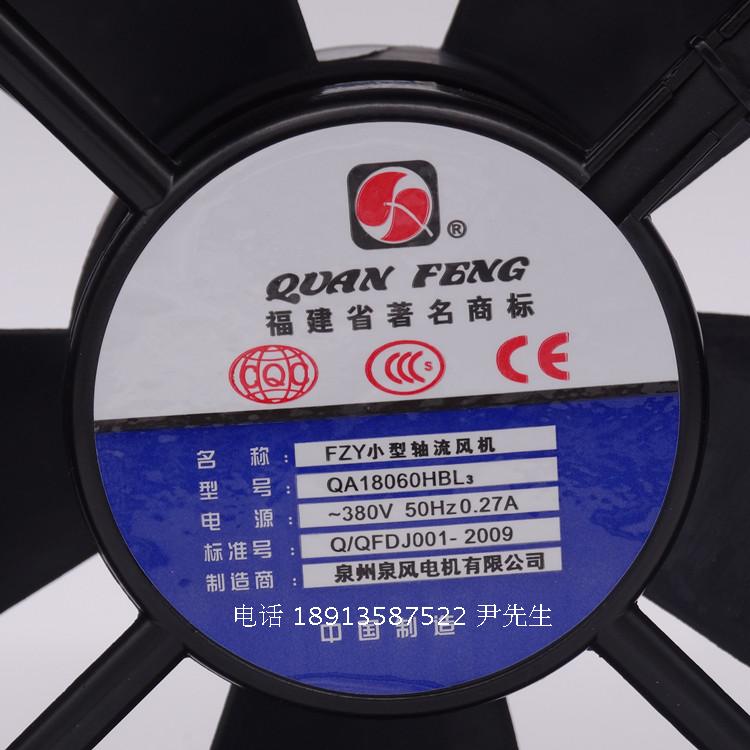 ®
QUAN FENG
福建省著名商标
CQC CCC S CE
名称： FZY小型轴流风机
型号： QA18060HBL₃
电源： ~380V 50Hz 0.27A
标准号： Q/QFDJ001-2009
制造商： 泉州泉风电机有限公司
电话 18913587522 尹先生
中国制造